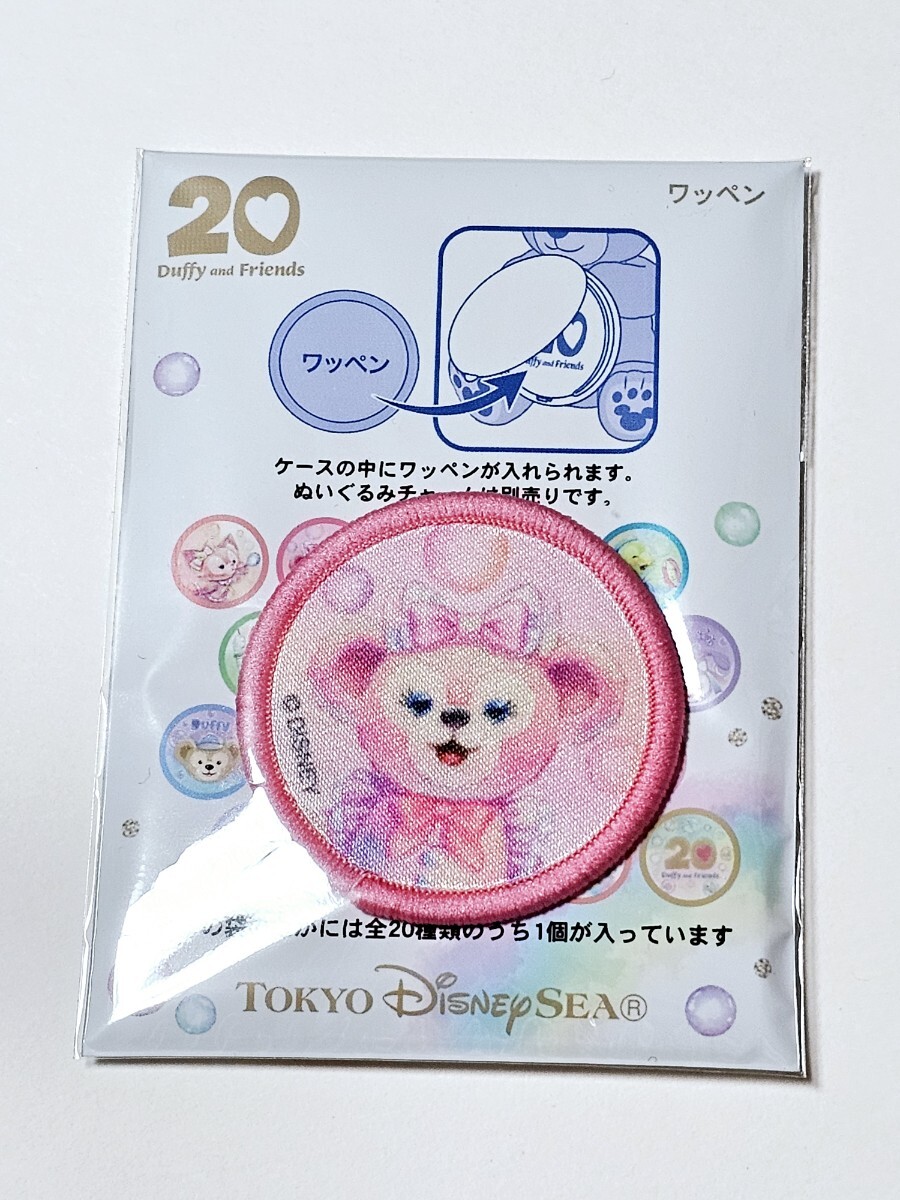 20
Duffy and Friends
ワッペン
ワッペン
20
Duffy and Friends
ケースの中にワッペンが入れられます。
ぬいぐるみチャームは別売りです。
© DISNEY
Duffy
20
Duffy and Friends
には全20種類のうち1個が入っています
TOKYO DISNEYSEA®